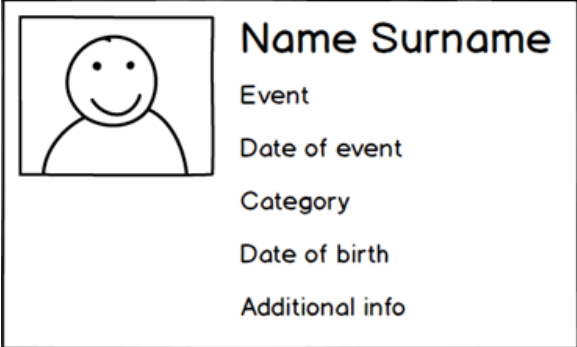 Name Surname
Event
Date of event
Category
Date of birth
Additional info